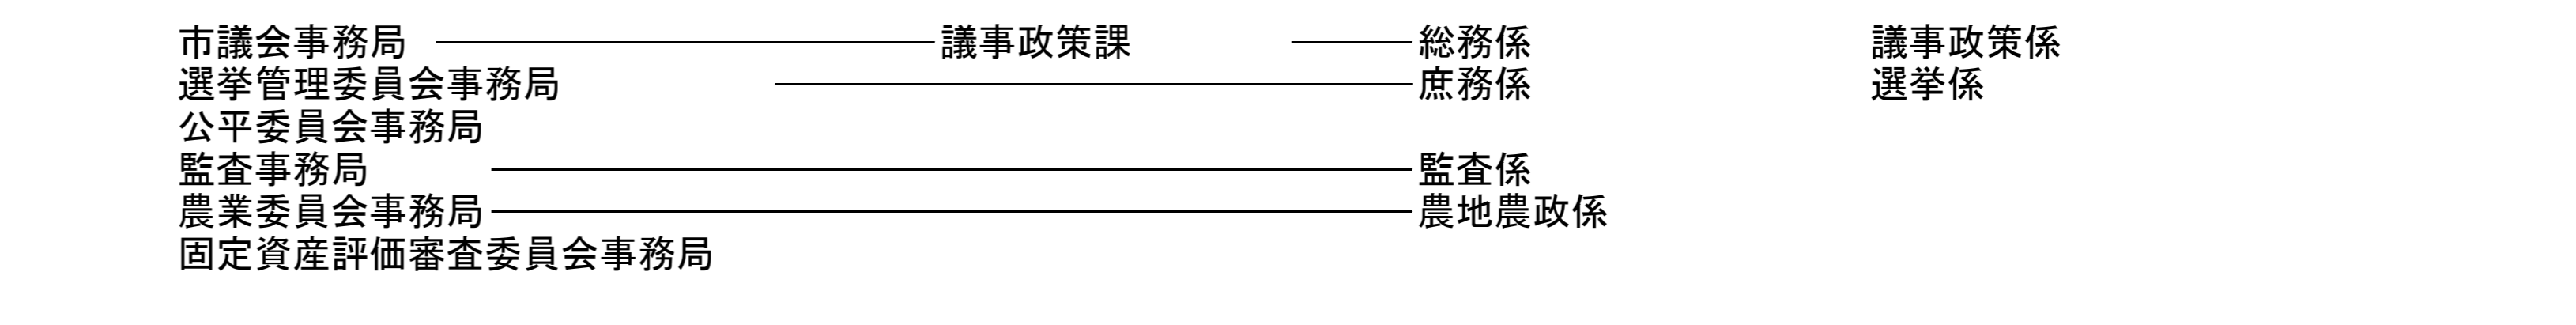 市議会事務局 議事政策課 総務係 議事政策係
選挙管理委員会事務局 庶務係 選挙係
公平委員会事務局
監査事務局 監査係
農業委員会事務局 農地農政係
固定資産評価審査委員会事務局